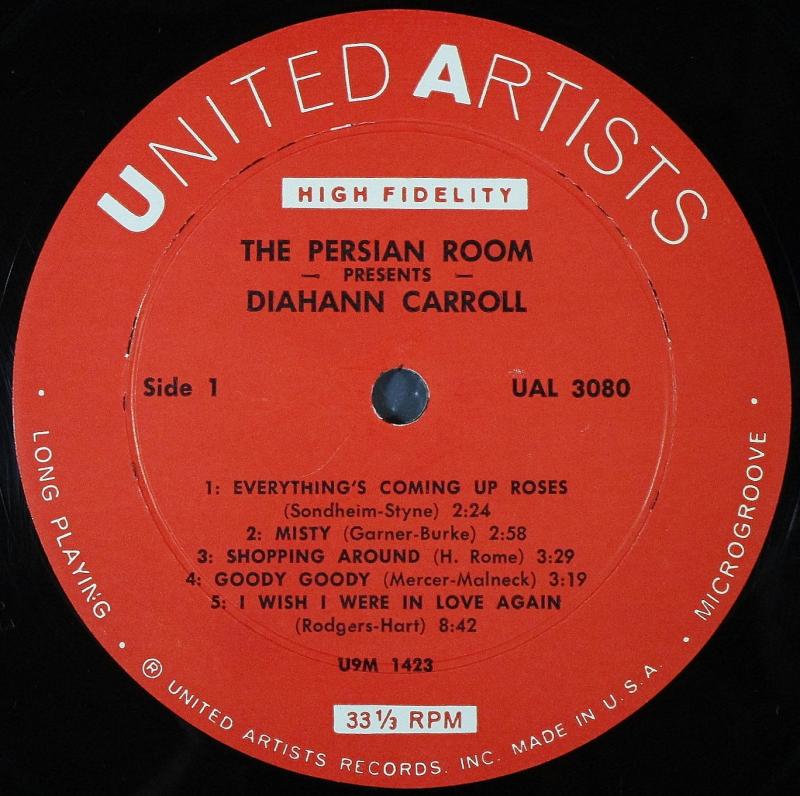 UNITED ARTISTS
HIGH FIDELITY
THE PERSIAN ROOM
— PRESENTS —
DIAHANN CARROLL
Side 1
UAL 3080
1: EVERYTHING'S COMING UP ROSES
(Sondheim-Styne) 2:24
2: MISTY (Garner-Burke) 2:58
3: SHOPPING AROUND (H. Rome) 3:29
4: GOODY GOODY (Mercer-Malneck) 3:19
5: I WISH I WERE IN LOVE AGAIN
(Rodgers-Hart) 8:42
U9M 1423
33 1/3 RPM
• LONG PLAYING • Ⓡ UNITED ARTISTS RECORDS, INC. MADE IN U.S.A. • MICROGROOVE •